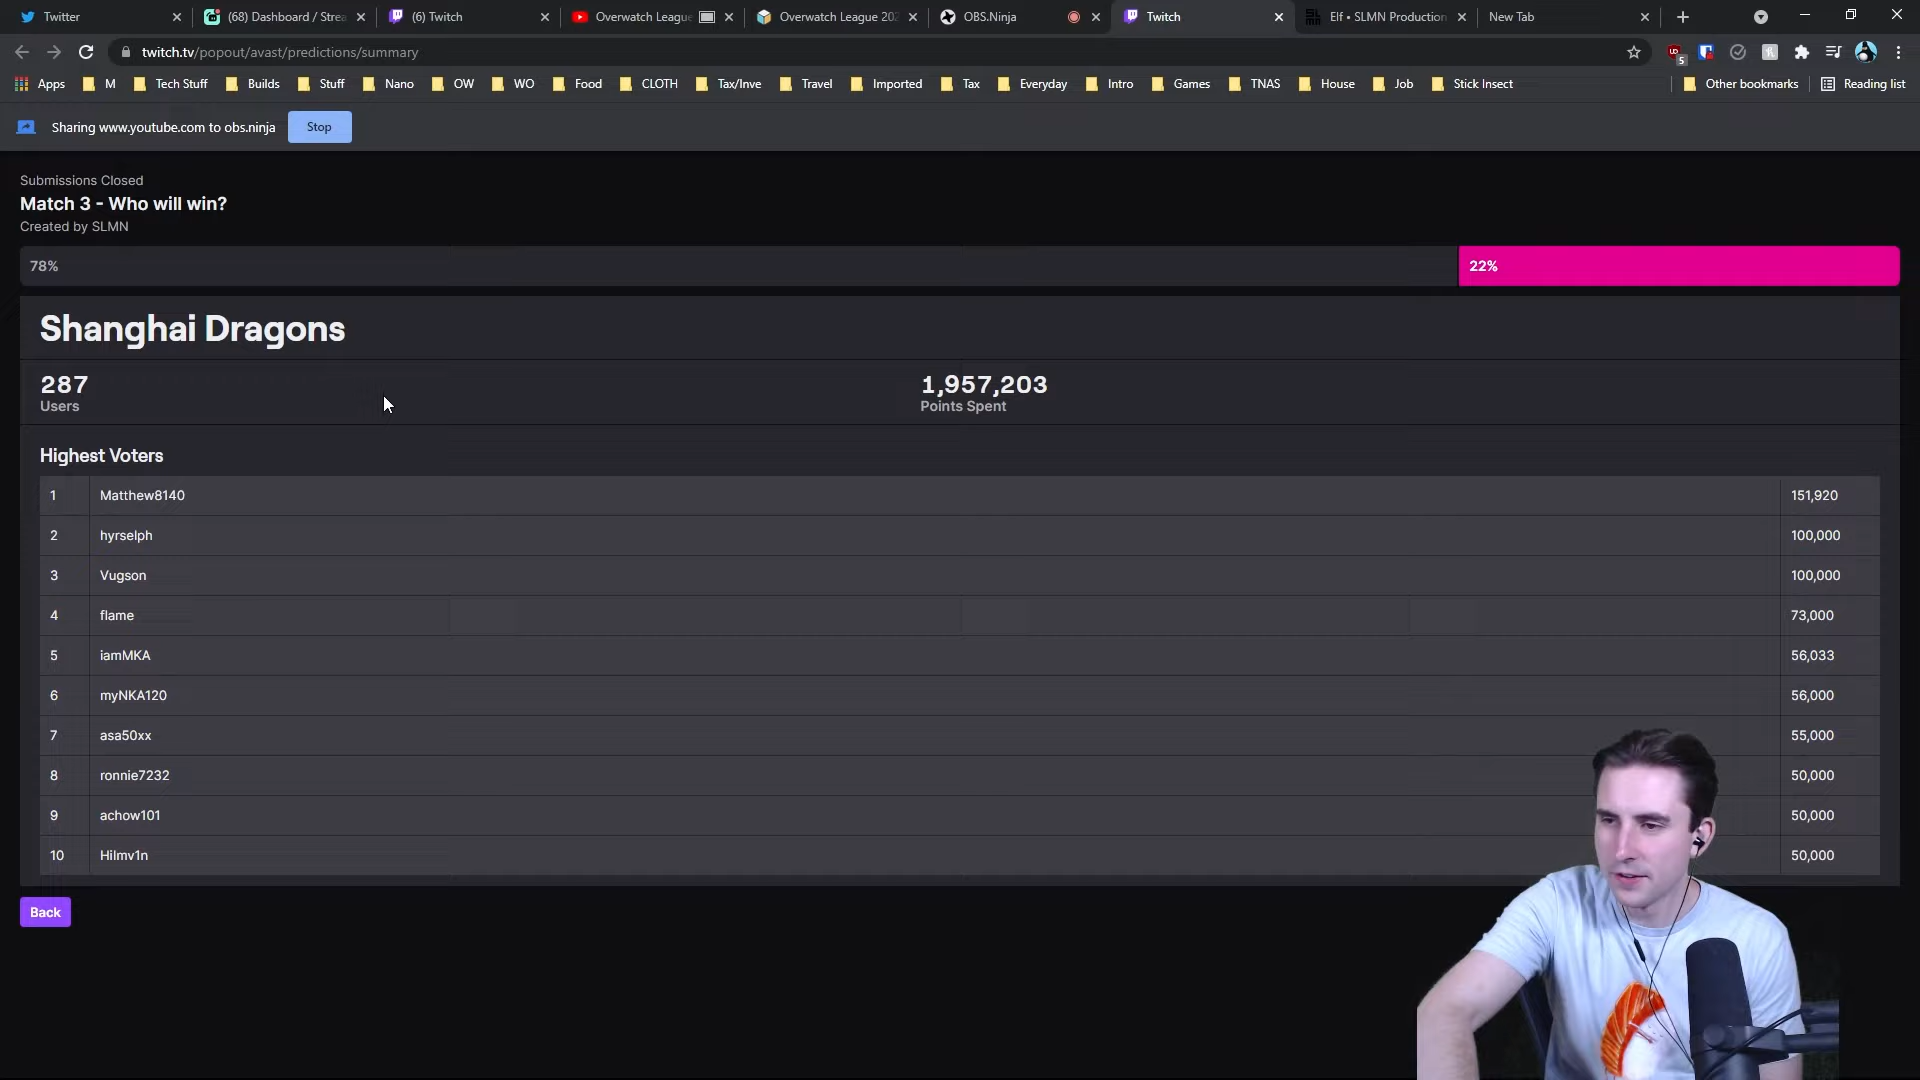 Twitter
(68) Dashboard / Strea
(6) Twitch
Overwatch League
Overwatch League 202
OBS.Ninja
Twitch
Elf • SLMN Production
New Tab
twitch.tv/popout/avast/predictions/summary
5
Apps
M
Tech Stuff
Builds
Stuff
Nano
OW
WO
Food
CLOTH
Tax/Inve
Travel
Imported
Tax
Everyday
Intro
Games
TNAS
House
Job
Stick Insect
Other bookmarks
Reading list
Sharing www.youtube.com to obs.ninja
Stop
Submissions Closed
Match 3 - Who will win?
Created by SLMN
78%
22%
Shanghai Dragons
287
Users
1,957,203
Points Spent
Highest Voters
1 Matthew8140 151,920
2 hyrselph 100,000
3 Vugson 100,000
4 flame 73,000
5 iamMKA 56,033
6 myNKA120 56,000
7 asa50xx 55,000
8 ronnie7232 50,000
9 achow101 50,000
10 Hilmv1n 50,000
Back